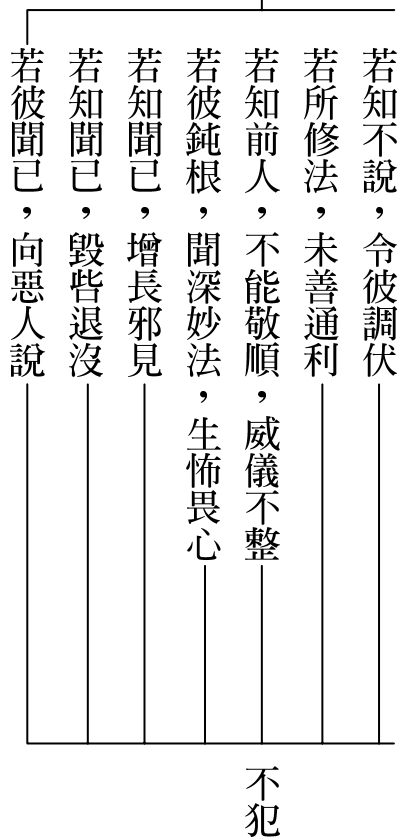 若知不說，令彼調伏
若所修法，未善通利
若知前人，不能敬順，威儀不整
若彼鈍根，聞深妙法，生怖畏心
若知聞已，增長邪見
若知聞已，毀呰退沒
若彼聞已，向惡人說
不犯